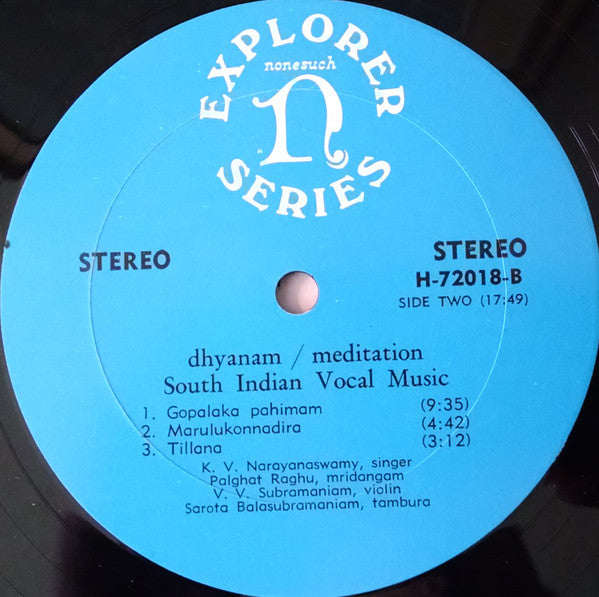 EXPLORER
nonesuch
n
SERIES
STEREO
STEREO
H-72018-B
SIDE TWO (17:49)
dhyanam / meditation
South Indian Vocal Music
1. Gopalaka pahimam (9:35)
2. Marulukonnadira (4:42)
3. Tillana (3:12)
K. V. Narayanaswamy, singer
Palghat Raghu, mridangam
V. V. Subramaniam, violin
Sarota Balasubramaniam, tambura